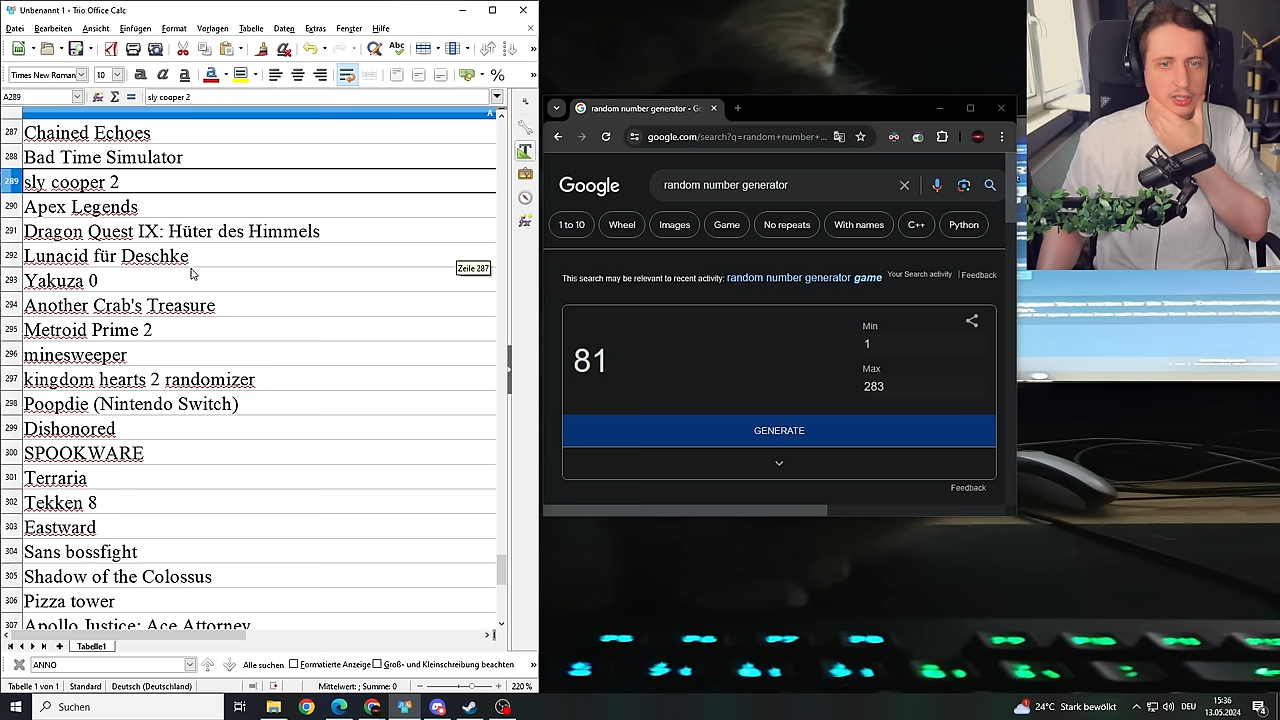 Unbenannt 1 - Trio Office Calc
Datei Bearbeiten Ansicht Einfügen Format Vorlagen Tabelle Daten Extras Fenster Hilfe
Times New Roman 10
A289 sly cooper 2
A
287 Chained Echoes
288 Bad Time Simulator
289 sly cooper 2
290 Apex Legends
291 Dragon Quest IX: Hüter des Himmels
292 Lunacid für Deschke
Zeile 287
293 Yakuza 0
294 Another Crab's Treasure
295 Metroid Prime 2
296 minesweeper
297 kingdom hearts 2 randomizer
298 Poopdie (Nintendo Switch)
299 Dishonored
300 SPOOKWARE
301 Terraria
302 Tekken 8
303 Eastward
304 Sans bossfight
305 Shadow of the Colossus
306 Pizza tower
307 Apollo Justice: Ace Attorney
Tabelle1
ANNO Alle suchen Formatierte Anzeige Groß- und Kleinschreibung beachten
Tabelle 1 von 1 Standard Deutsch (Deutschland) Mittelwert: ; Summe: 0 220 %
random number generator - G
google.com/search?q=random+number+...
Google
random number generator
1 to 10 Wheel Images Game No repeats With names C++ Python
This search may be relevant to recent activity: random number generator game Your Search activity Feedback
Min
1
81
Max
283
GENERATE
Feedback
Suchen
24°C Stark bewölkt DEU 15:36
13.05.2024